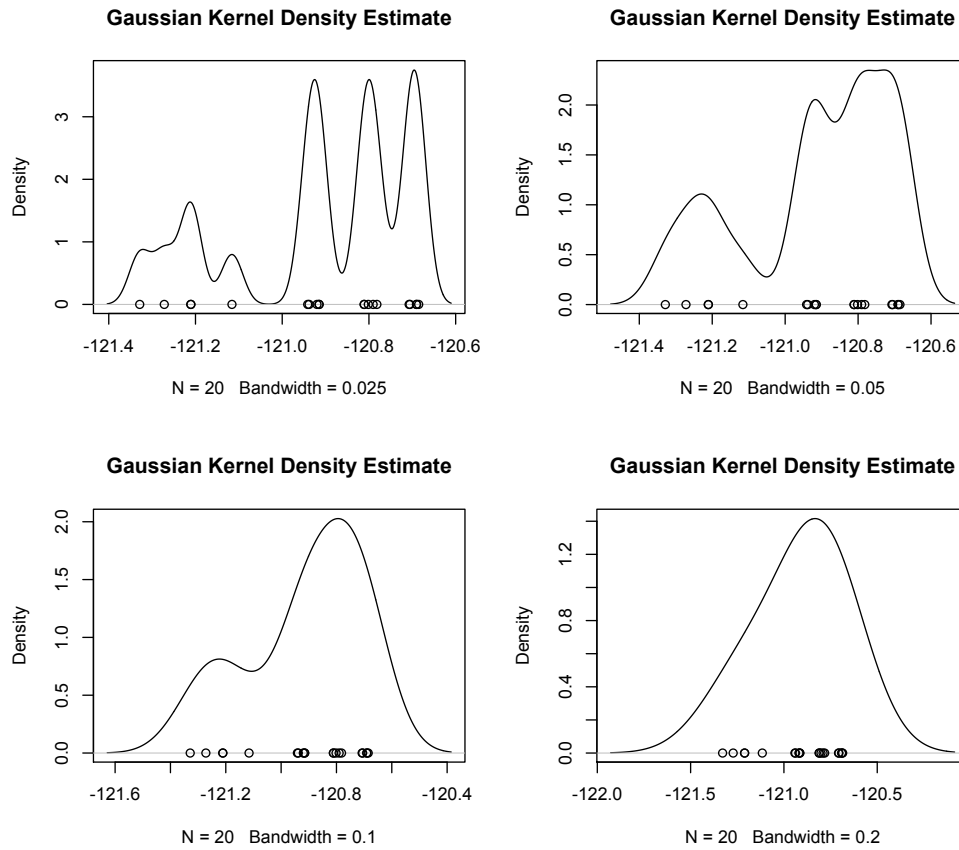 Gaussian Kernel Density Estimate
Density
3
2
1
0
-121.4 -121.2 -121.0 -120.8 -120.6
N = 20 Bandwidth = 0.025
Gaussian Kernel Density Estimate
Density
2.0
1.5
1.0
0.5
0.0
-121.4 -121.2 -121.0 -120.8 -120.6
N = 20 Bandwidth = 0.05
Gaussian Kernel Density Estimate
Density
2.0
1.5
1.0
0.5
0.0
-121.6 -121.2 -120.8 -120.4
N = 20 Bandwidth = 0.1
Gaussian Kernel Density Estimate
Density
1.2
0.8
0.4
0.0
-122.0 -121.5 -121.0 -120.5
N = 20 Bandwidth = 0.2